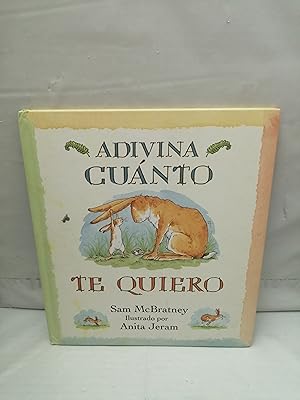 ADIVINA
CUÁNTO
TE QUIERO
Sam McBratney
Ilustrado por
Anita Jeram